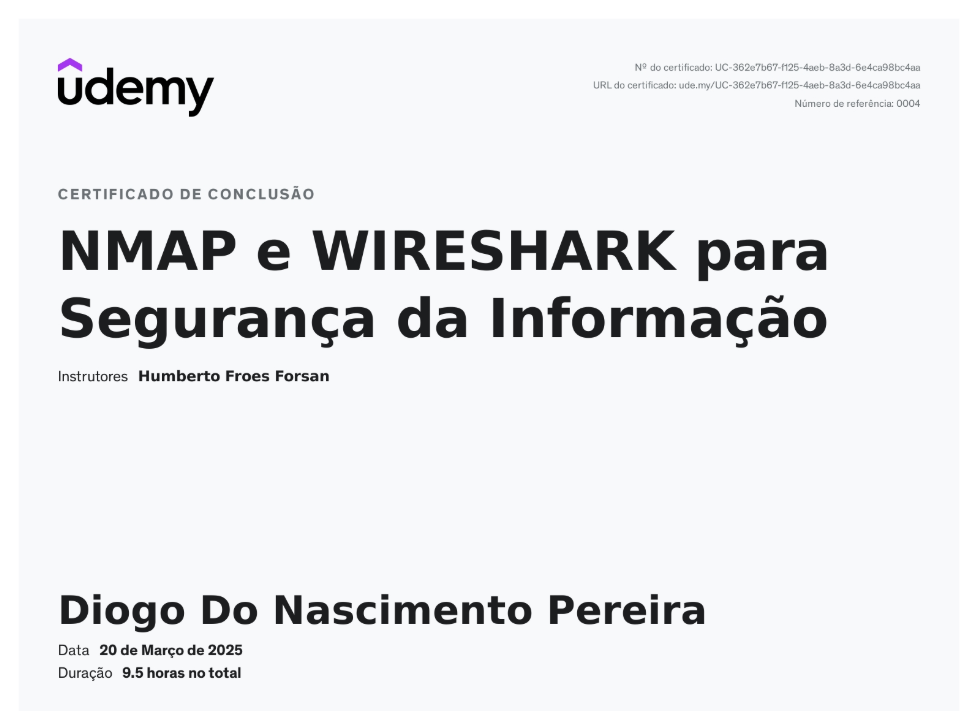 udemy
Nº do certificado: UC-362e7b67-f125-4aeb-8a3d-6e4ca98bc4aa
URL do certificado: ude.my/UC-362e7b67-f125-4aeb-8a3d-6e4ca98bc4aa
Número de referência: 0004
CERTIFICADO DE CONCLUSÃO
NMAP e WIRESHARK para
Segurança da Informação
Instrutores Humberto Froes Forsan
Diogo Do Nascimento Pereira
Data 20 de Março de 2025
Duração 9.5 horas no total